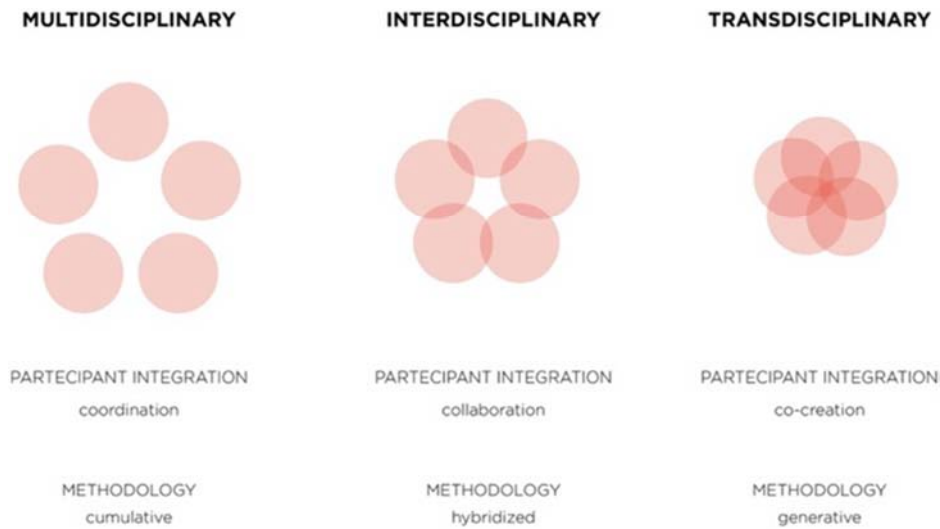 MULTIDISCIPLINARY
INTERDISCIPLINARY
TRANSDISCIPLINARY
PARTECIPANT INTEGRATION
coordination
PARTECIPANT INTEGRATION
collaboration
PARTECIPANT INTEGRATION
co-creation
METHODOLOGY
cumulative
METHODOLOGY
hybridized
METHODOLOGY
generative